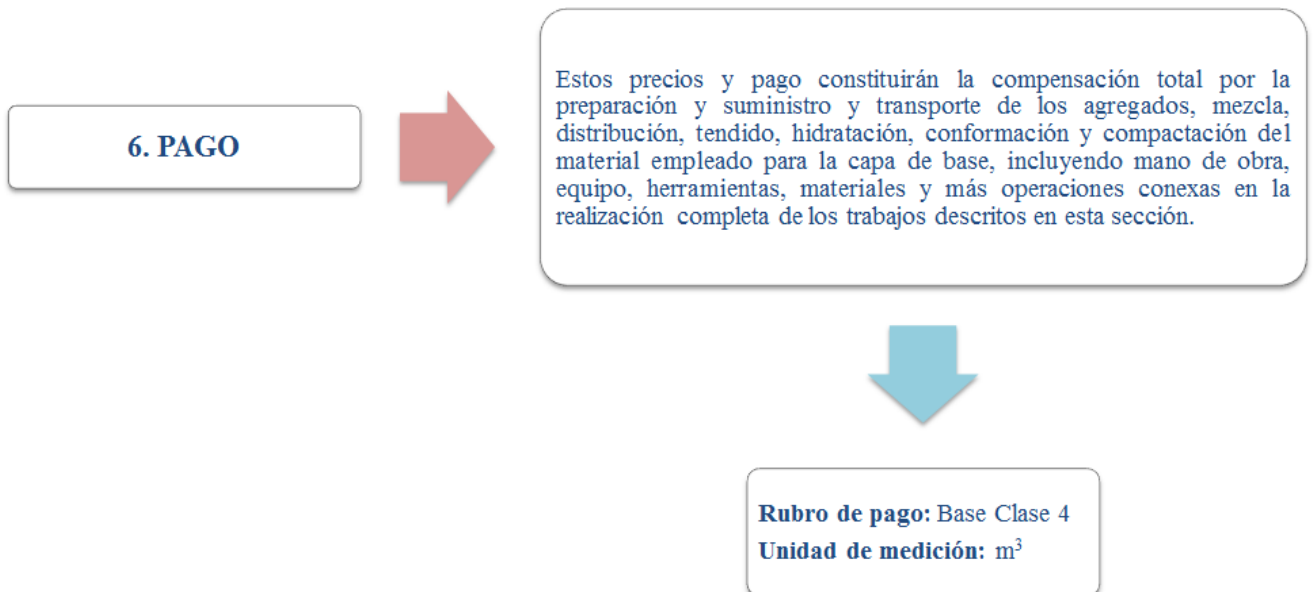 6. PAGO
Estos precios y pago constituirán la compensación total por la
preparación y suministro y transporte de los agregados, mezcla,
distribución, tendido, hidratación, conformación y compactación del
material empleado para la capa de base, incluyendo mano de obra,
equipo, herramientas, materiales y más operaciones conexas en la
realización completa de los trabajos descritos en esta sección.
Rubro de pago: Base Clase 4
Unidad de medición: m³